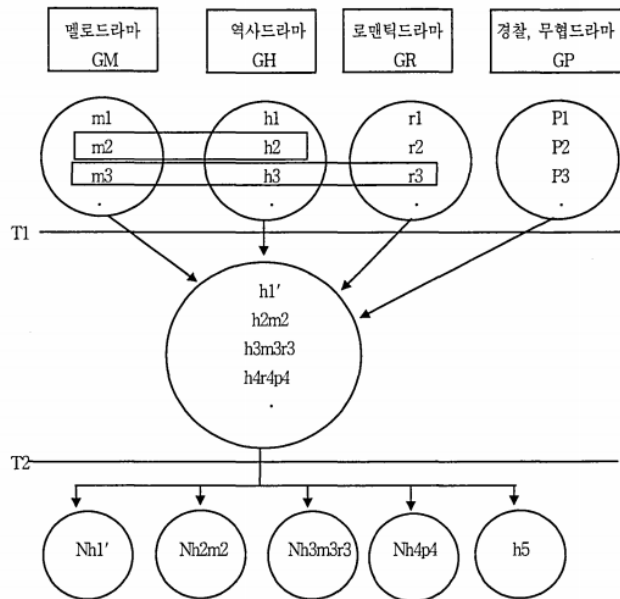 멜로드라마 역사드라마 로맨틱드라마 경찰, 무협드라마
GM GH GR GP
m1 h1 r1 P1
m2 h2 r2 P2
m3 h3 r3 P3
. . . .
T1
h1′
h2m2
h3m3r3
h4r4p4
.
T2
Nh1′ Nh2m2 Nh3m3r3 Nh4p4 h5